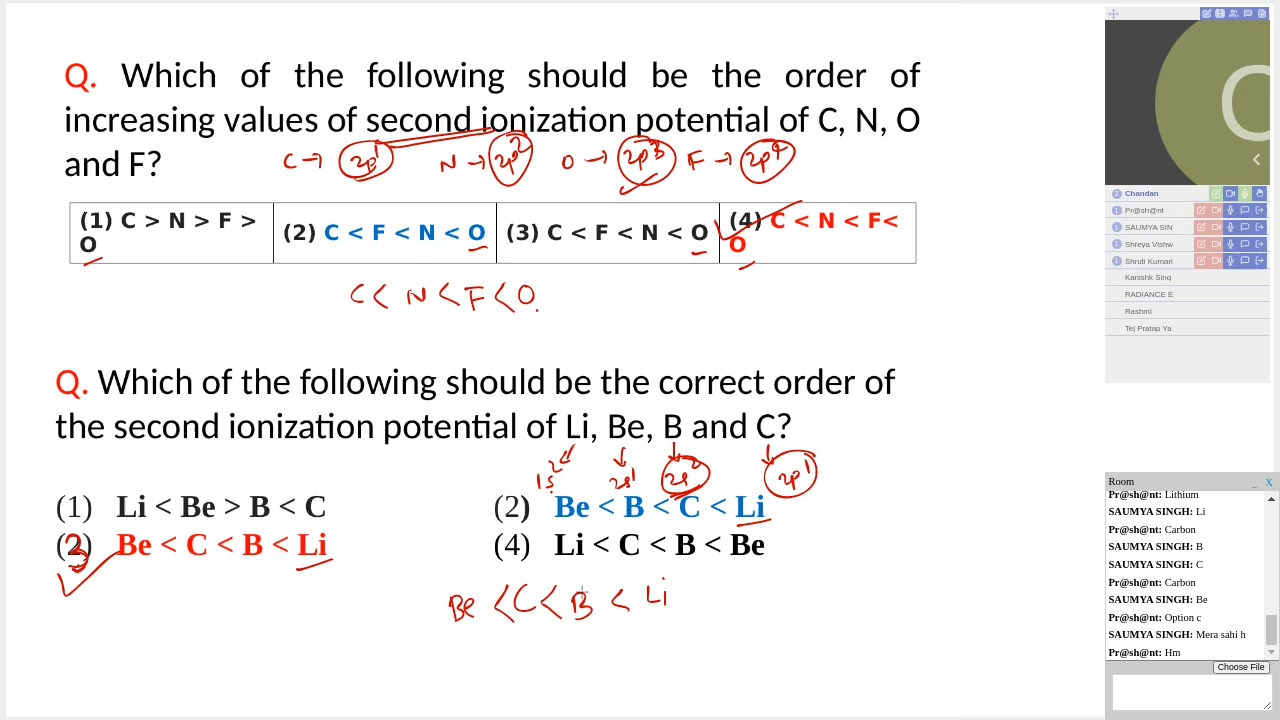 Q. Which of the following should be the order of
increasing values of second ionization potential of C, N, O
and F?
C → 2p¹ N → 2p² O → 2p³ F → 2p⁴
(1) C > N > F >
O
(2) C < F < N < O
(3) C < F < N < O
(4) C < N < F<
O
C < N < F < O
Q. Which of the following should be the correct order of
the second ionization potential of Li, Be, B and C?
1s² 2s¹ 2s² 2p¹
(1) Li < Be > B < C
(2) Be < B < C < Li
3 Be < C < B < Li
(4) Li < C < B < Be
Be < C < B < Li
C
Chandan
Pr@sh@nt
SAUMYA SIN
Shreya Vishw
Shruti Kumari
Kanishk Sing
RADIANCE E
Rashmi
Tej Pratap Ya
Room _ X
Pr@sh@nt: Lithium
SAUMYA SINGH: Li
Pr@sh@nt: Carbon
SAUMYA SINGH: B
SAUMYA SINGH: C
Pr@sh@nt: Carbon
SAUMYA SINGH: Be
Pr@sh@nt: Option c
SAUMYA SINGH: Mera sahi h
Pr@sh@nt: Hm
Choose File